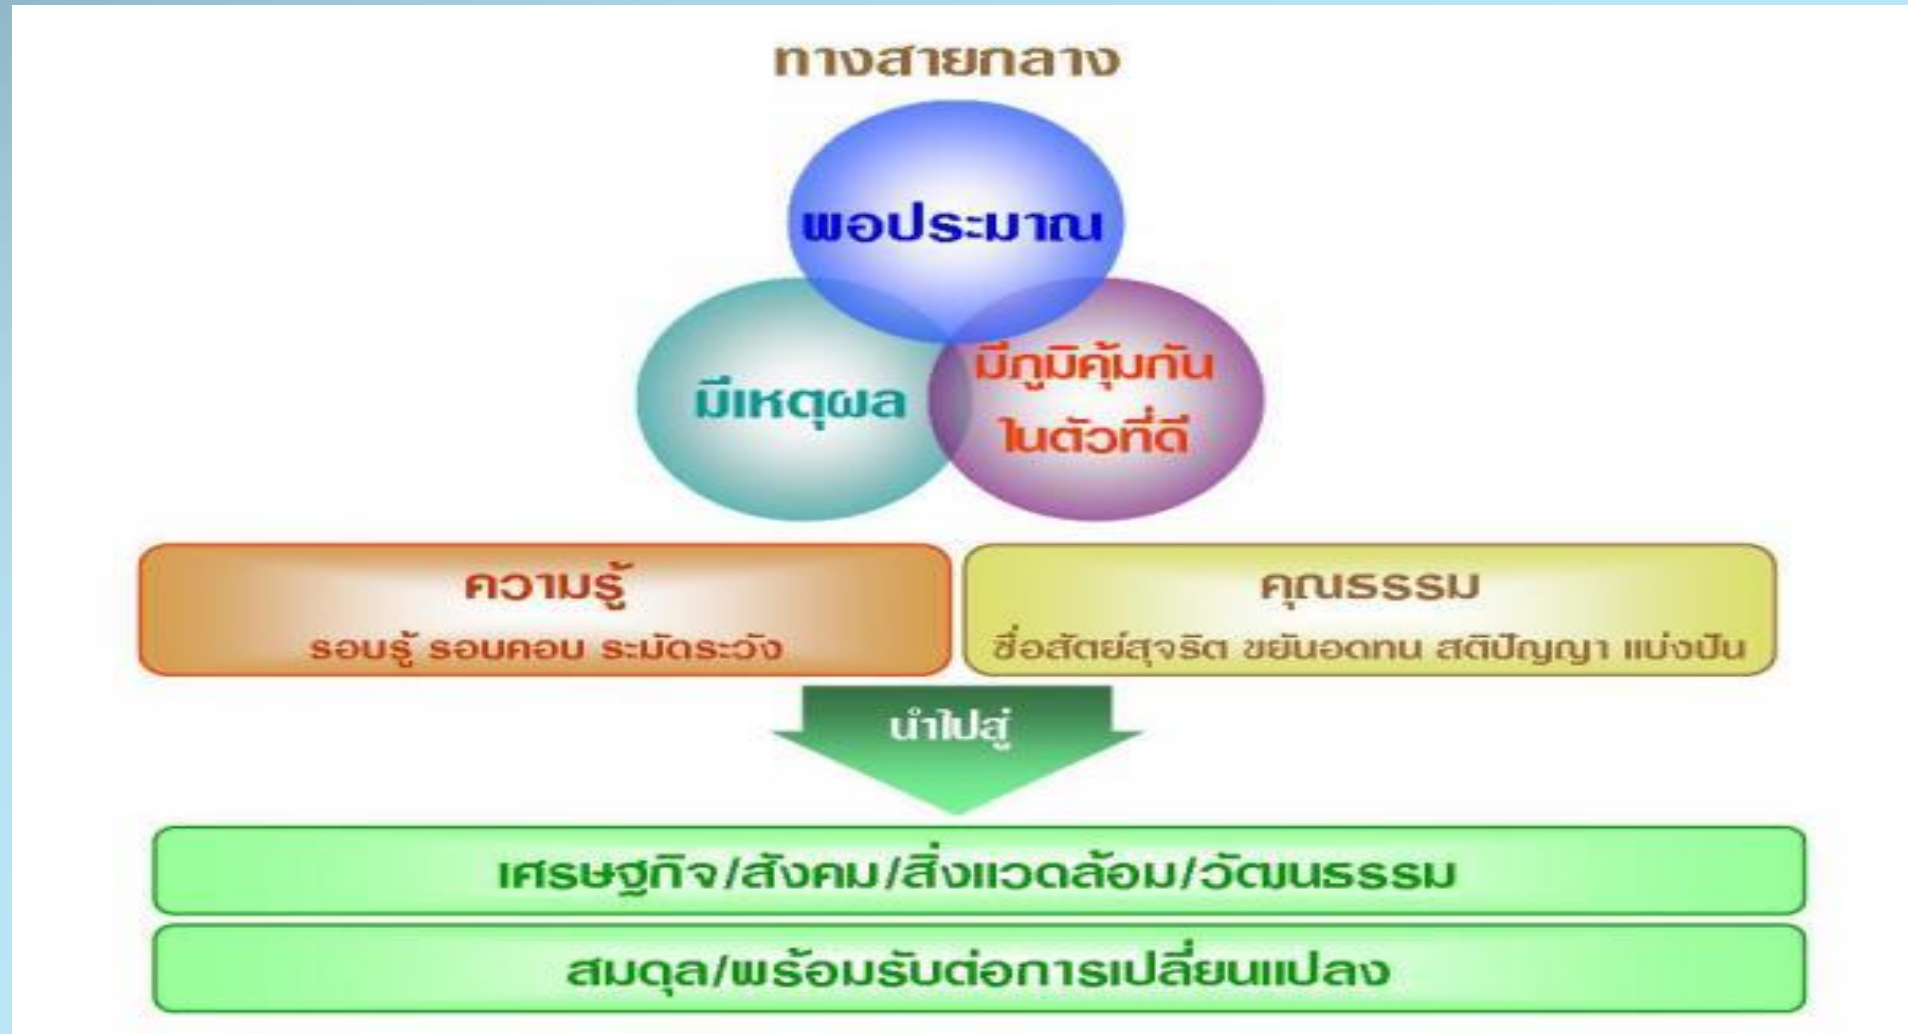 ทางสายกลาง
พอประมาณ
มีเหตุผล
มีภูมิคุ้มกัน
ในตัวที่ดี
ความรู้
รอบรู้ รอบคอบ ระมัดระวัง
คุณธรรม
ซื่อสัตย์สุจริต ขยันอดทน สติปัญญา แบ่งปัน
นำไปสู่
เศรษฐกิจ/สังคม/สิ่งแวดล้อม/วัฒนธรรม
สมดุล/พร้อมรับต่อการเปลี่ยนแปลง